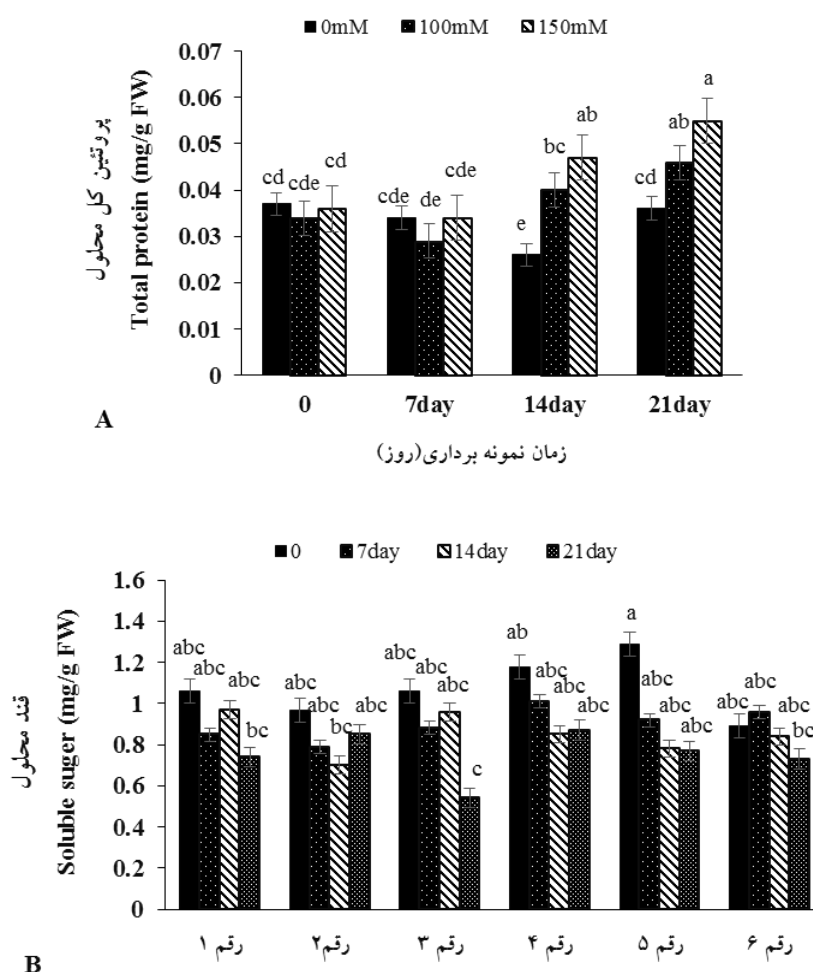 0mM 100mM 150mM
پروتئین کل محلول
Total protein (mg/g FW)
0.07
0.06
0.05
0.04
0.03
0.02
0.01
0
cd cde cd
cde de cde
e bc ab
cd ab a
0 7day 14day 21day
A
زمان نمونه برداری(روز)
0 7day 14day 21day
قند محلول
Soluble suger (mg/g FW)
1.6
1.4
1.2
1
0.8
0.6
0.4
0.2
0
abc abc abc bc
abc abc bc abc
abc abc abc c
ab abc abc abc
a abc abc abc
abc abc abc bc
رقم ۱ رقم۲ رقم ۳ رقم ۴ رقم ۵ رقم ۶
B